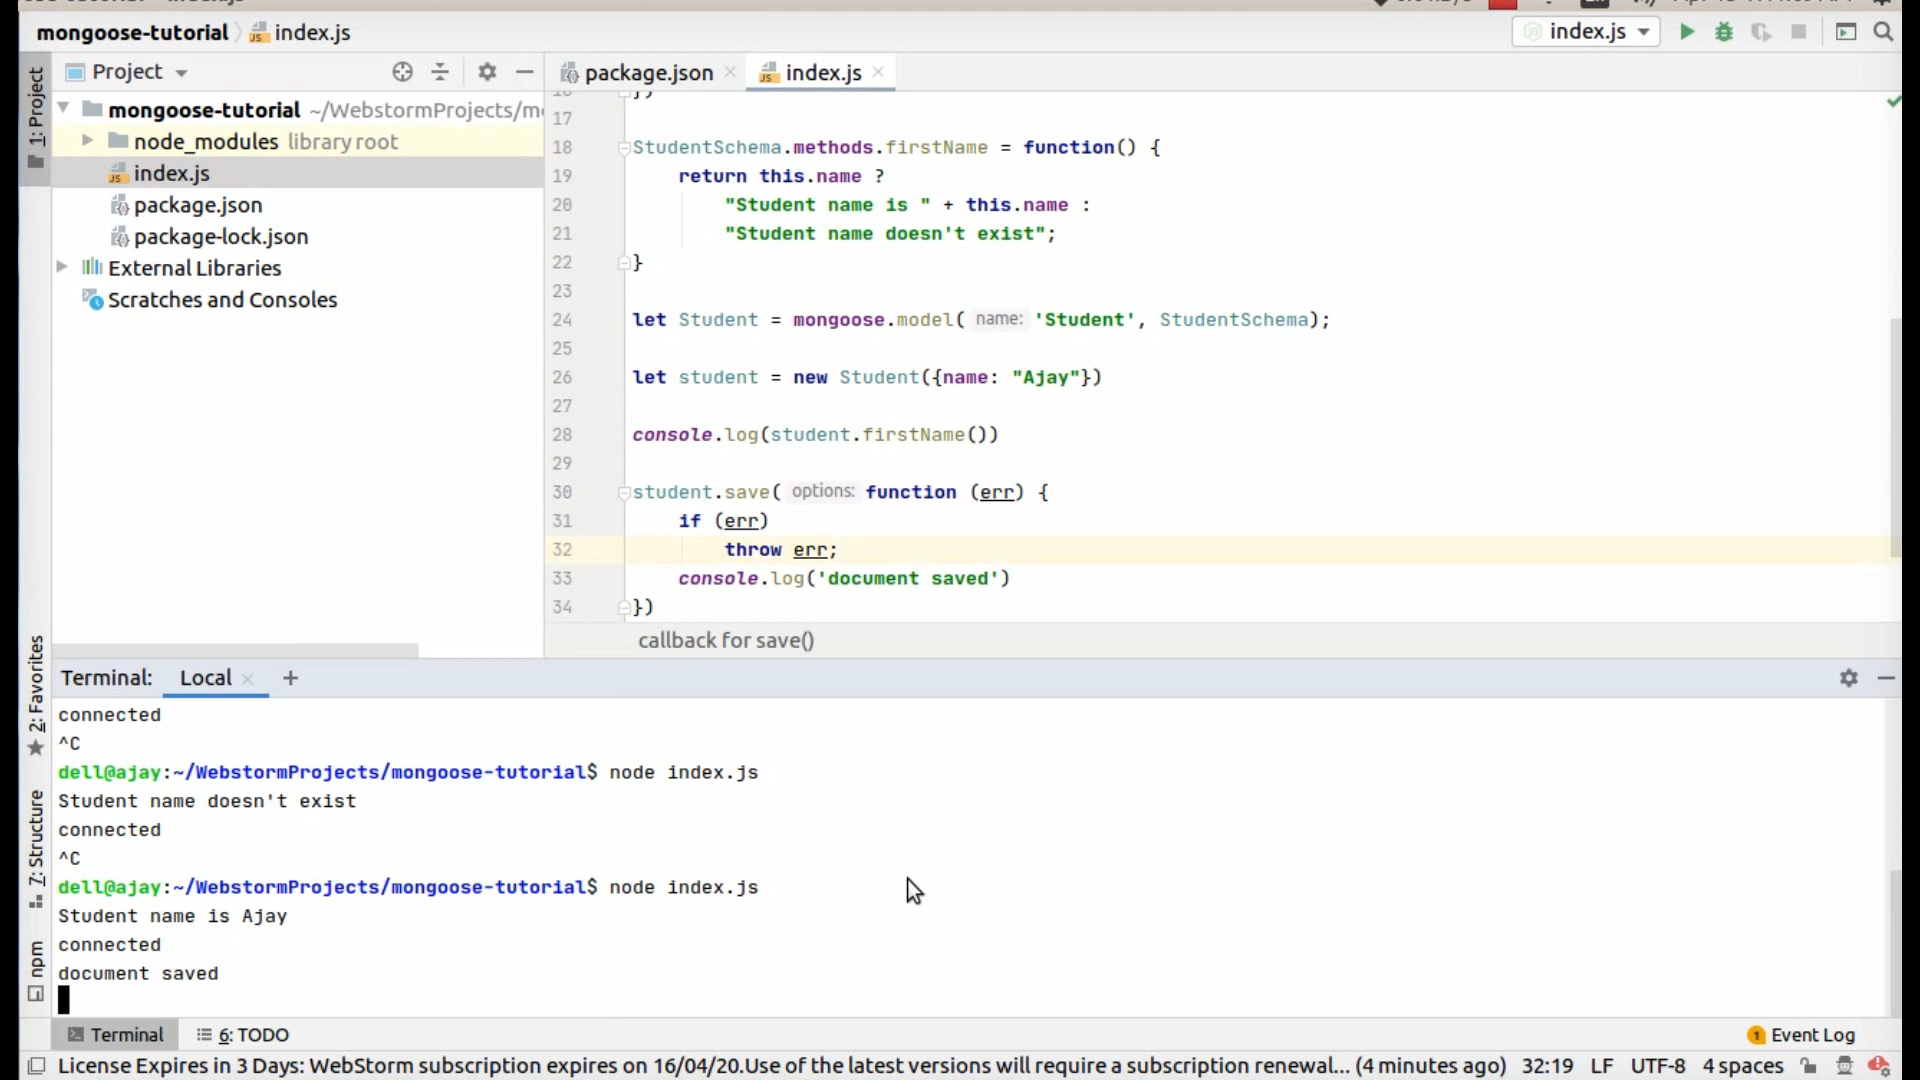 mongoose-tutorial index.js
index.js
1: Project
Project
mongoose-tutorial ~/WebstormProjects/m
node_modules library root
index.js
package.json
package-lock.json
External Libraries
Scratches and Consoles
package.json index.js
17
18 StudentSchema.methods.firstName = function() {
19 return this.name ?
20 "Student name is " + this.name :
21 "Student name doesn't exist";
22 }
23
24 let Student = mongoose.model( name: 'Student', StudentSchema);
25
26 let student = new Student({name: "Ajay"})
27
28 console.log(student.firstName())
29
30 student.save( options: function (err) {
31 if (err)
32 throw err;
33 console.log('document saved')
34 })
callback for save()
2: Favorites
7: Structure
npm
Terminal: Local +
connected
^C
dell@ajay:~/WebstormProjects/mongoose-tutorial$ node index.js
Student name doesn't exist
connected
^C
dell@ajay:~/WebstormProjects/mongoose-tutorial$ node index.js
Student name is Ajay
connected
document saved
Terminal 6: TODO
1 Event Log
License Expires in 3 Days: WebStorm subscription expires on 16/04/20.Use of the latest versions will require a subscription renewal... (4 minutes ago) 32:19 LF UTF-8 4 spaces